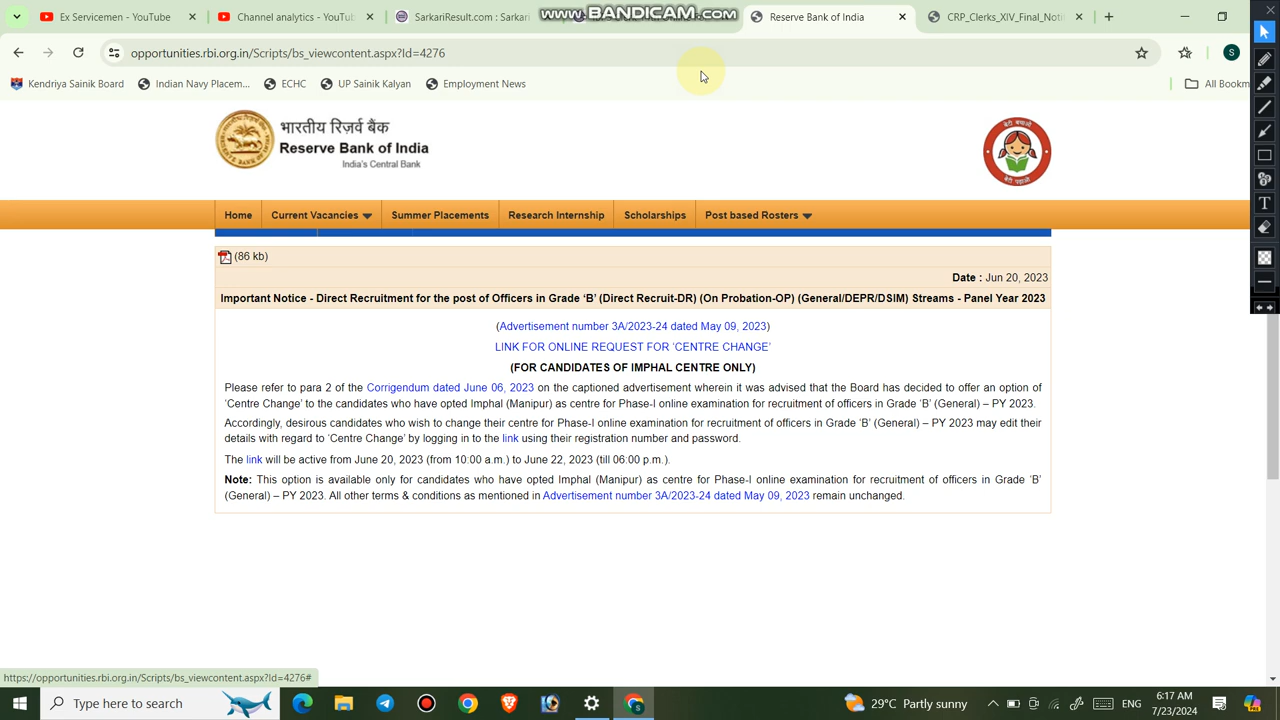 Ex Servicemen - YouTube
Channel analytics - YouTu
SarkariResult.com : Sarkari
Reserve Bank of India
CRP_Clerks_XIV_Final_Noti
WWW.BANDICAM.com
opportunities.rbi.org.in/Scripts/bs_viewcontent.aspx?Id=4276
S
Kendriya Sainik Board
Indian Navy Placem...
ECHC
UP Sainik Kalyan
Employment News
All Bookm
भारतीय रिज़र्व बैंक
Reserve Bank of India
India's Central Bank
Home
Current Vacancies
Summer Placements
Research Internship
Scholarships
Post based Rosters
(86 kb)
Date : Jun 20, 2023
Important Notice - Direct Recruitment for the post of Officers in Grade ‘B’ (Direct Recruit-DR) (On Probation-OP) (General/DEPR/DSIM) Streams - Panel Year 2023
(Advertisement number 3A/2023-24 dated May 09, 2023)
LINK FOR ONLINE REQUEST FOR ‘CENTRE CHANGE’
(FOR CANDIDATES OF IMPHAL CENTRE ONLY)
Please refer to para 2 of the Corrigendum dated June 06, 2023 on the captioned advertisement wherein it was advised that the Board has decided to offer an option of
‘Centre Change’ to the candidates who have opted Imphal (Manipur) as centre for Phase-I online examination for recruitment of officers in Grade ‘B’ (General) – PY 2023.
Accordingly, desirous candidates who wish to change their centre for Phase-I online examination for recruitment of officers in Grade ‘B’ (General) – PY 2023 may edit their
details with regard to ‘Centre Change’ by logging in to the link using their registration number and password.
The link will be active from June 20, 2023 (from 10:00 a.m.) to June 22, 2023 (till 06:00 p.m.).
Note: This option is available only for candidates who have opted Imphal (Manipur) as centre for Phase-I online examination for recruitment of officers in Grade ‘B’
(General) – PY 2023. All other terms & conditions as mentioned in Advertisement number 3A/2023-24 dated May 09, 2023 remain unchanged.
https://opportunities.rbi.org.in/Scripts/bs_viewcontent.aspx?Id=4276#
Type here to search
29°C Partly sunny
ENG
6:17 AM
7/23/2024